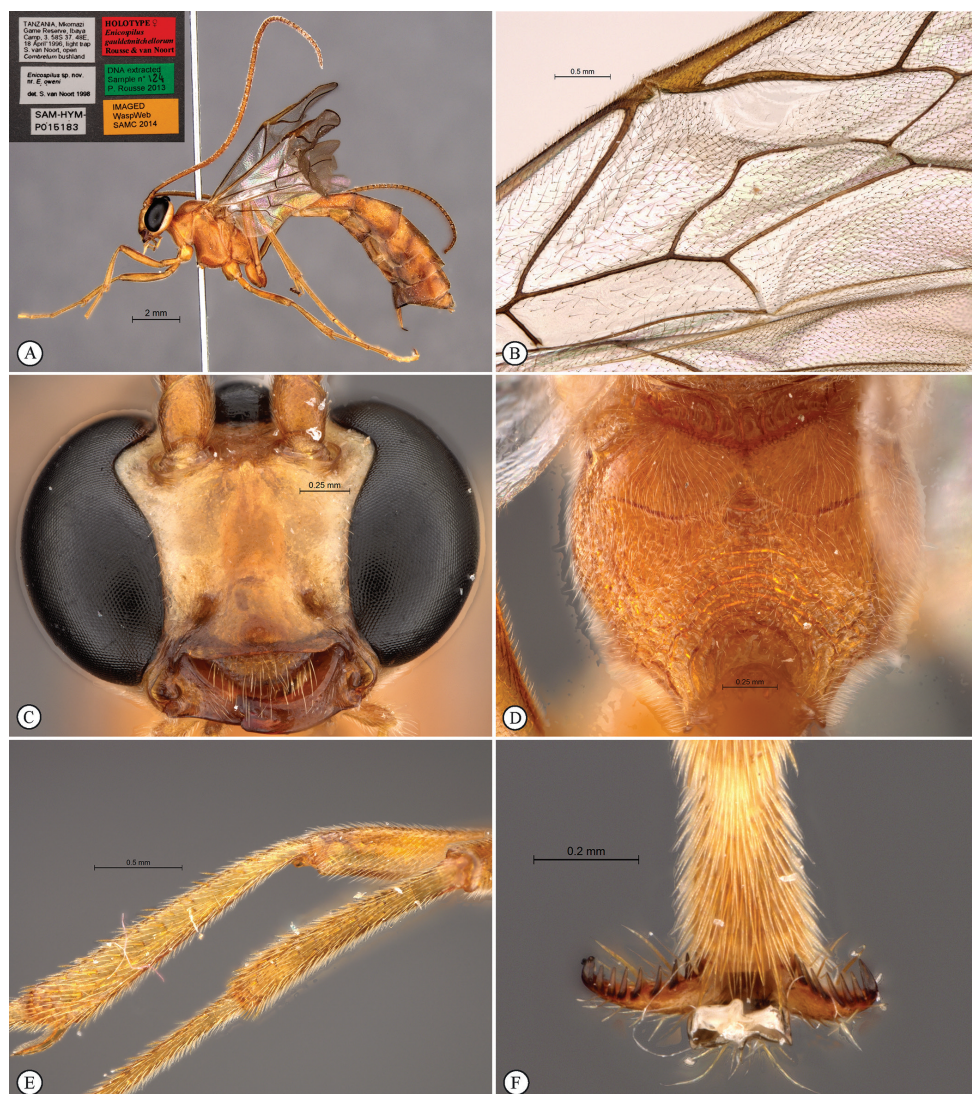 TANZANIA, Mkomazi
Game Reserve, Ibaya
Camp, 3. 58S 37. 48E,
18 April 1996, light trap
S. van Noort, open
Combretum bushland
HOLOTYPE ♀
Enicospilus
gouldetmitchellorum
Rousse & van Noort
Enicospilus sp. nov.
nr. E. oweni
det. S. van Noort 1998
DNA extracted
Sample n° 124
P. Rousse 2013
SAM-HYM-
P015183
IMAGED
WaspWeb
SAMC 2014
2 mm
A
0.5 mm
B
0.25 mm
C
0.25 mm
D
0.5 mm
E
0.2 mm
F